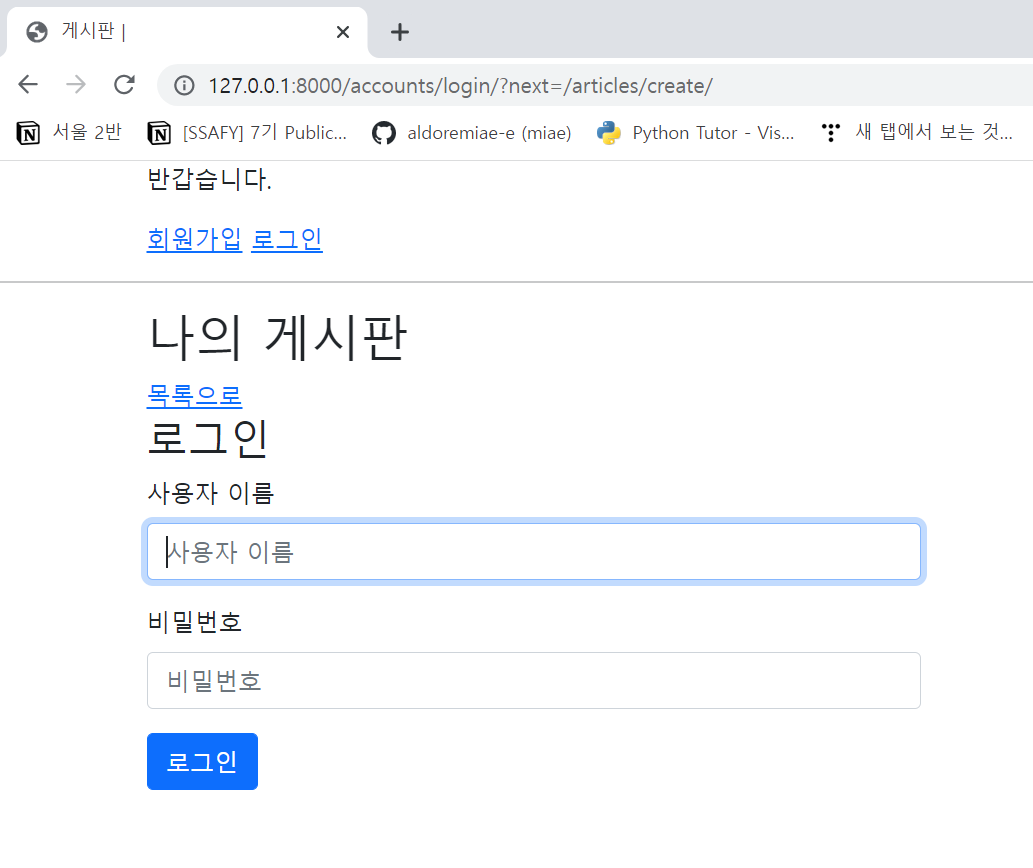 게시판 |
127.0.0.1:8000/accounts/login/?next=/articles/create/
서울 2반 [SSAFY] 7기 Public... aldoremiae-e (miae) Python Tutor - Vis... 새 탭에서 보는 것...
반갑습니다.
회원가입 로그인
나의 게시판
목록으로
로그인
사용자 이름
사용자 이름
비밀번호
비밀번호
로그인